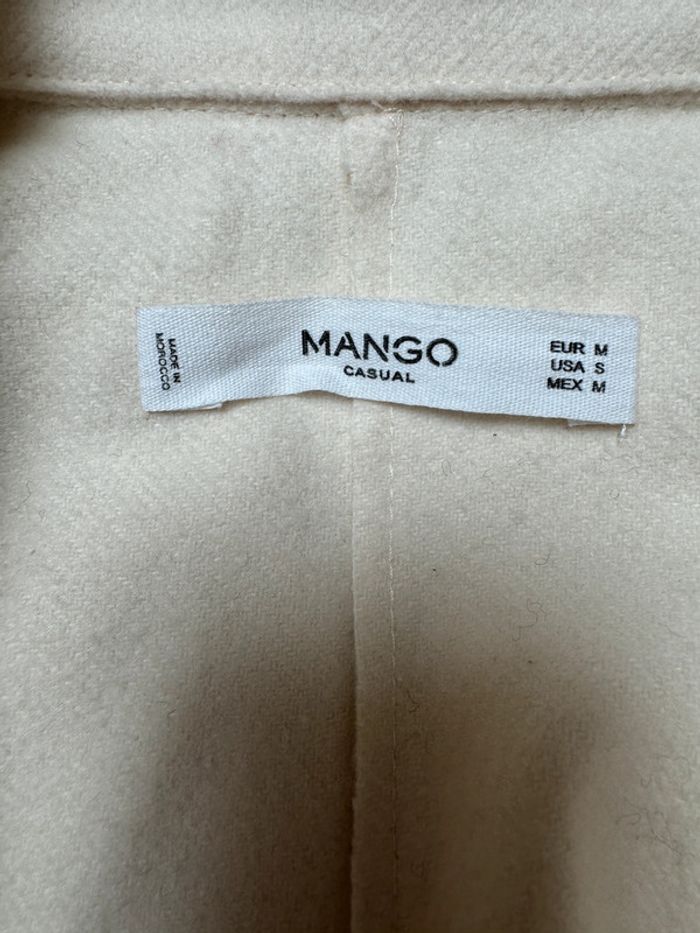 MADE IN
MOROCCO
MANGO
CASUAL
EUR M
USA S
MEX M